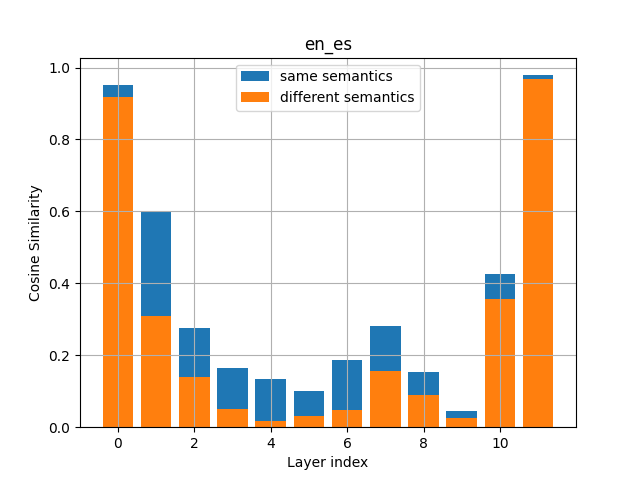 en_es
same semantics
different semantics
1.0
0.8
0.6
0.4
0.2
0.0
Cosine Similarity
0 2 4 6 8 10
Layer index